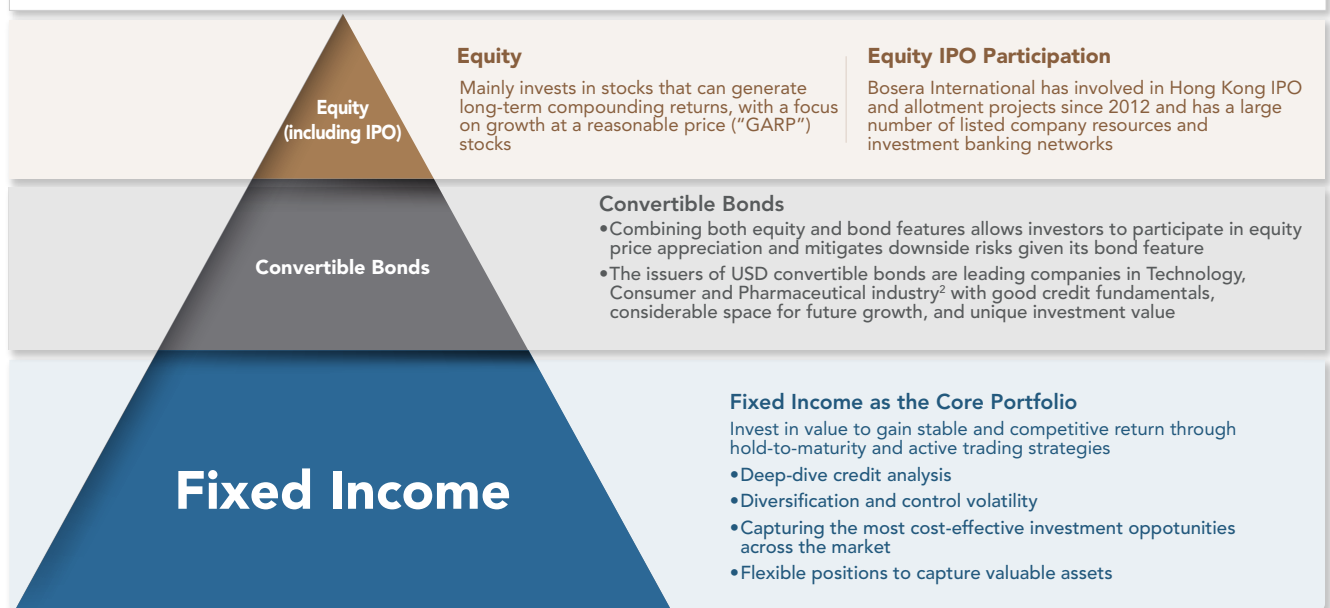 Equity
(including IPO)
Equity
Mainly invests in stocks that can generate
long-term compounding returns, with a focus
on growth at a reasonable price (“GARP”)
stocks
Equity IPO Participation
Bosera International has involved in Hong Kong IPO
and allotment projects since 2012 and has a large
number of listed company resources and
investment banking networks
Convertible Bonds
Convertible Bonds
•Combining both equity and bond features allows investors to participate in equity
price appreciation and mitigates downside risks given its bond feature
•The issuers of USD convertible bonds are leading companies in Technology,
Consumer and Pharmaceutical industry² with good credit fundamentals,
considerable space for future growth, and unique investment value
Fixed Income
Fixed Income as the Core Portfolio
Invest in value to gain stable and competitive return through
hold-to-maturity and active trading strategies
•Deep-dive credit analysis
•Diversification and control volatility
•Capturing the most cost-effective investment oppotunities
across the market
•Flexible positions to capture valuable assets